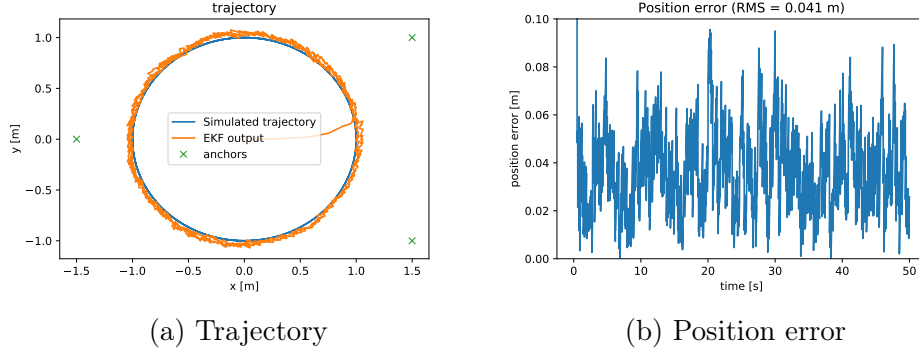 trajectory
1.0
0.5
0.0
−0.5
−1.0
y [m]
Simulated trajectory
EKF output
anchors
−1.5
−1.0
−0.5
0.0
0.5
1.0
1.5
x [m]
(a) Trajectory
Position error (RMS = 0.041 m)
0.10
0.08
0.06
0.04
0.02
0.00
position error [m]
0
10
20
30
40
50
time [s]
(b) Position error